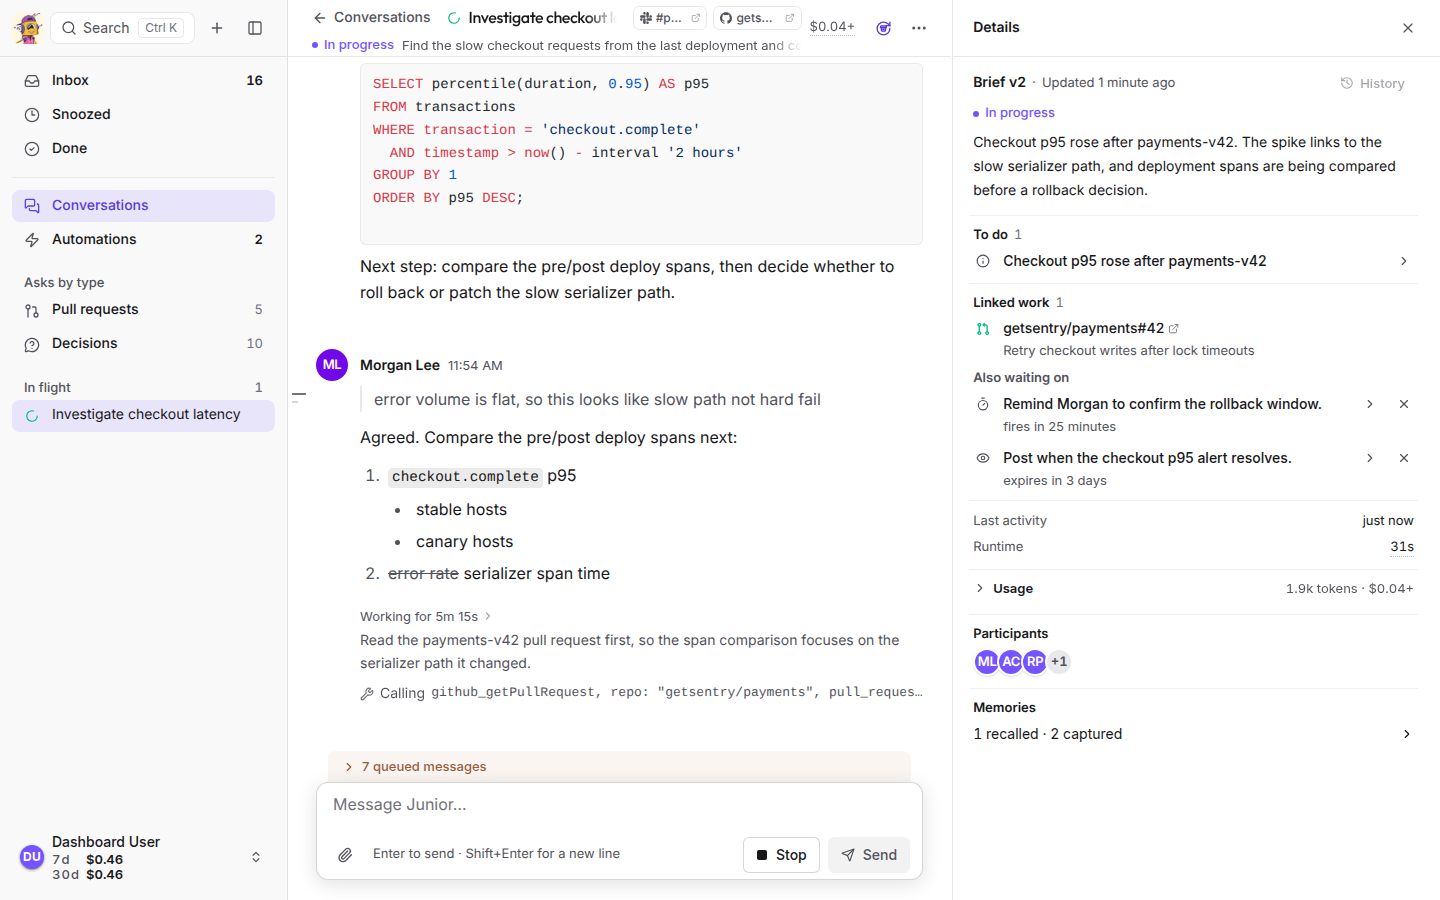 Search Ctrl K
Inbox 16
Snoozed
Done
Conversations
Automations 2
Asks by type
Pull requests 5
Decisions 10
In flight 1
Investigate checkout latency
DU Dashboard User
7d $0.46
30d $0.46
Conversations Investigate checkout #p... gets... $0.04+
In progress Find the slow checkout requests from the last deployment and
SELECT percentile(duration, 0.95) AS p95
FROM transactions
WHERE transaction = 'checkout.complete'
AND timestamp > now() - interval '2 hours'
GROUP BY 1
ORDER BY p95 DESC;
Next step: compare the pre/post deploy spans, then decide whether to
roll back or patch the slow serializer path.
ML Morgan Lee 11:54 AM
error volume is flat, so this looks like slow path not hard fail
Agreed. Compare the pre/post deploy spans next:
1. checkout.complete p95
• stable hosts
• canary hosts
2. error rate serializer span time
Working for 5m 15s
Read the payments-v42 pull request first, so the span comparison focuses on the
serializer path it changed.
Calling github_getPullRequest, repo: "getsentry/payments", pull_reques…
7 queued messages
Message Junior...
Enter to send · Shift+Enter for a new line Stop Send
Details
Brief v2 · Updated 1 minute ago History
In progress
Checkout p95 rose after payments-v42. The spike links to the
slow serializer path, and deployment spans are being compared
before a rollback decision.
To do 1
Checkout p95 rose after payments-v42
Linked work 1
getsentry/payments#42
Retry checkout writes after lock timeouts
Also waiting on
Remind Morgan to confirm the rollback window.
fires in 25 minutes
Post when the checkout p95 alert resolves.
expires in 3 days
Last activity just now
Runtime 31s
Usage 1.9k tokens · $0.04+
Participants
ML AC RP +1
Memories
1 recalled · 2 captured